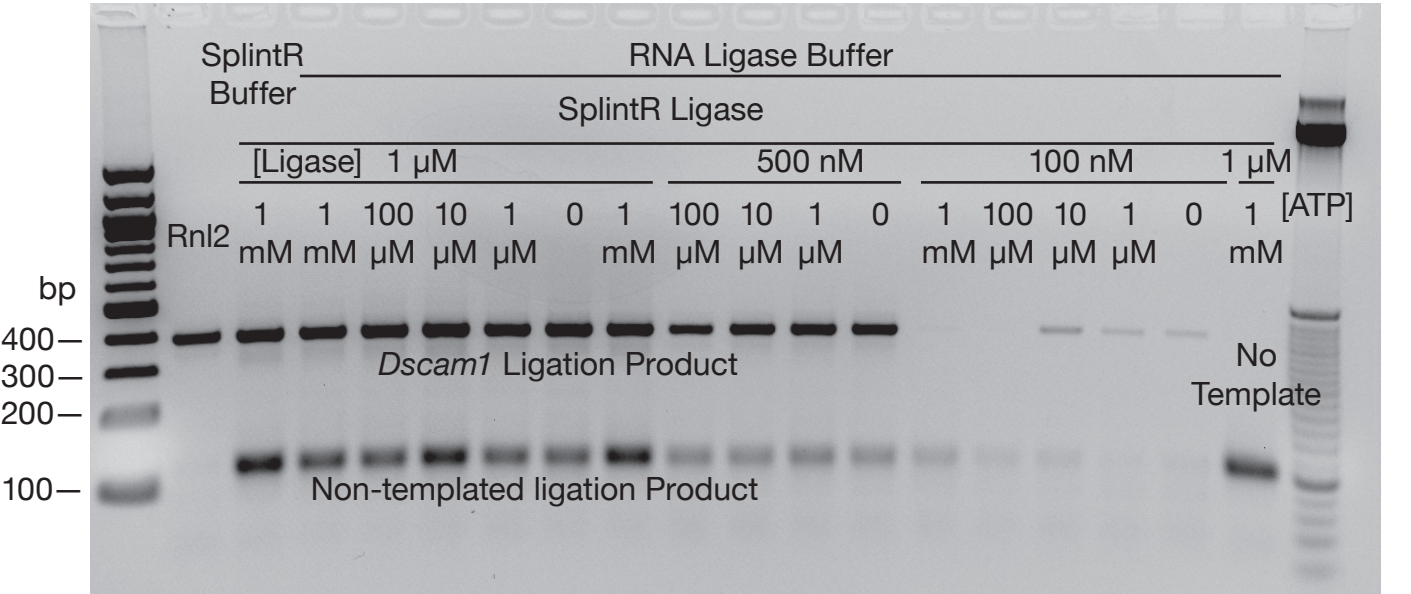 SplintR
Buffer
RNA Ligase Buffer
SplintR Ligase
[Ligase] 1 µM 500 nM 100 nM 1 µM
Rnl2
1 1 100 10 1 0 1 100 10 1 0 1 100 10 1 0 1 [ATP]
mM mM µM µM µM mM µM µM µM mM µM µM µM mM
bp
400
300
200
100
Dscam1 Ligation Product
No
Template
Non-templated ligation Product